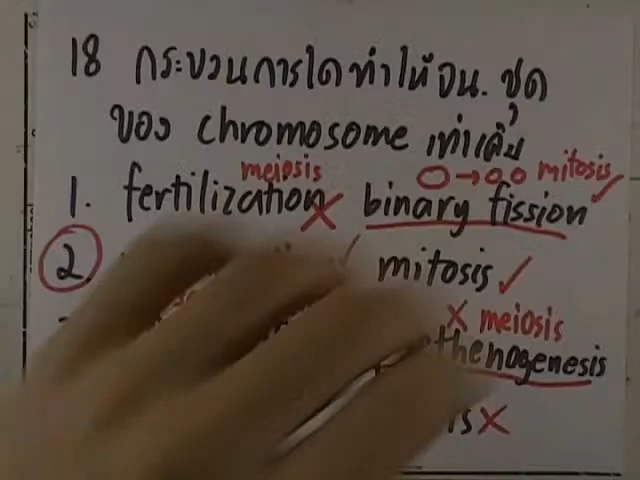 18 กระบวนการใดทำให้จน. ชุด
ของ chromosome เท่าเดิม
meiosis O→OO mitosis
1. fertilization X binary fission ✓
2 ✓ mitosis ✓
X meiosis
thenogenesis
is X